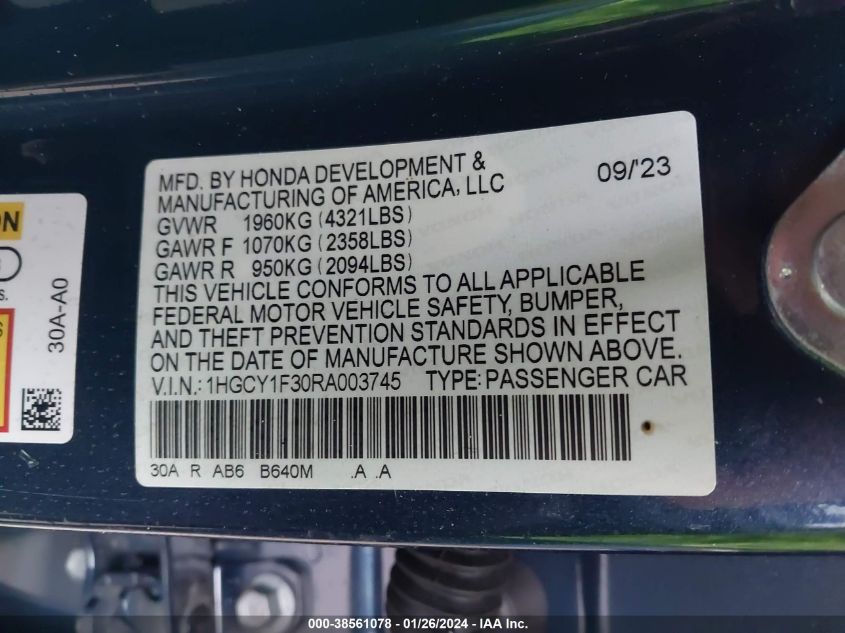 MFD. BY HONDA DEVELOPMENT &
MANUFACTURING OF AMERICA, LLC 09/'23
GVWR 1960KG (4321LBS)
GAWR F 1070KG (2358LBS)
GAWR R 950KG (2094LBS)
THIS VEHICLE CONFORMS TO ALL APPLICABLE
FEDERAL MOTOR VEHICLE SAFETY, BUMPER,
AND THEFT PREVENTION STANDARDS IN EFFECT
ON THE DATE OF MANUFACTURE SHOWN ABOVE.
V.I.N.: 1HGCY1F30RA003745 TYPE: PASSENGER CAR
30A R AB6 B640M .A .A
30A-A0
000-38561078 - 01/26/2024 - IAA Inc.